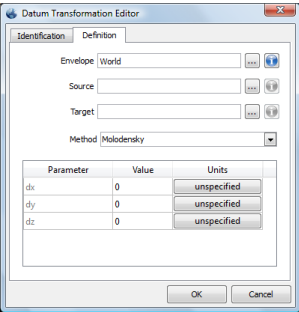 Datum Transformation Editor
Identification Definition
Envelope World ...
Source ...
Target ...
Method Molodensky
Parameter Value Units
dx 0 unspecified
dy 0 unspecified
dz 0 unspecified
OK Cancel